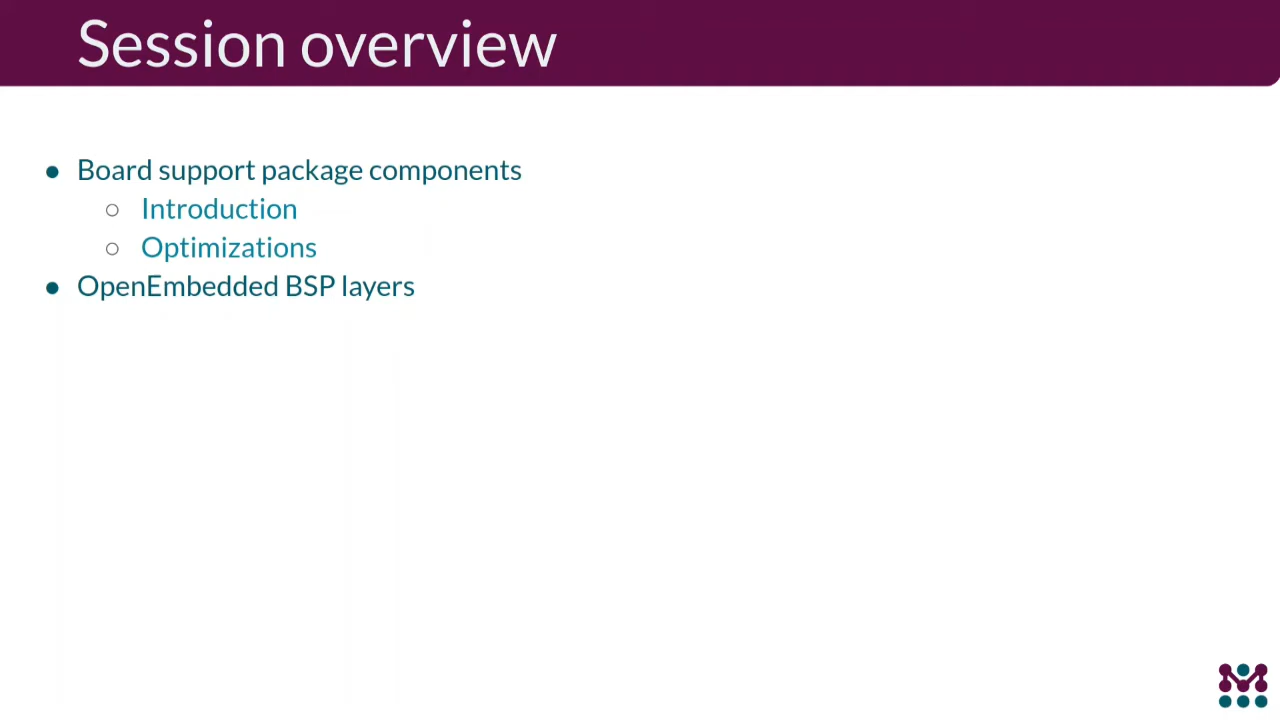 Session overview
● Board support package components
○ Introduction
○ Optimizations
● OpenEmbedded BSP layers